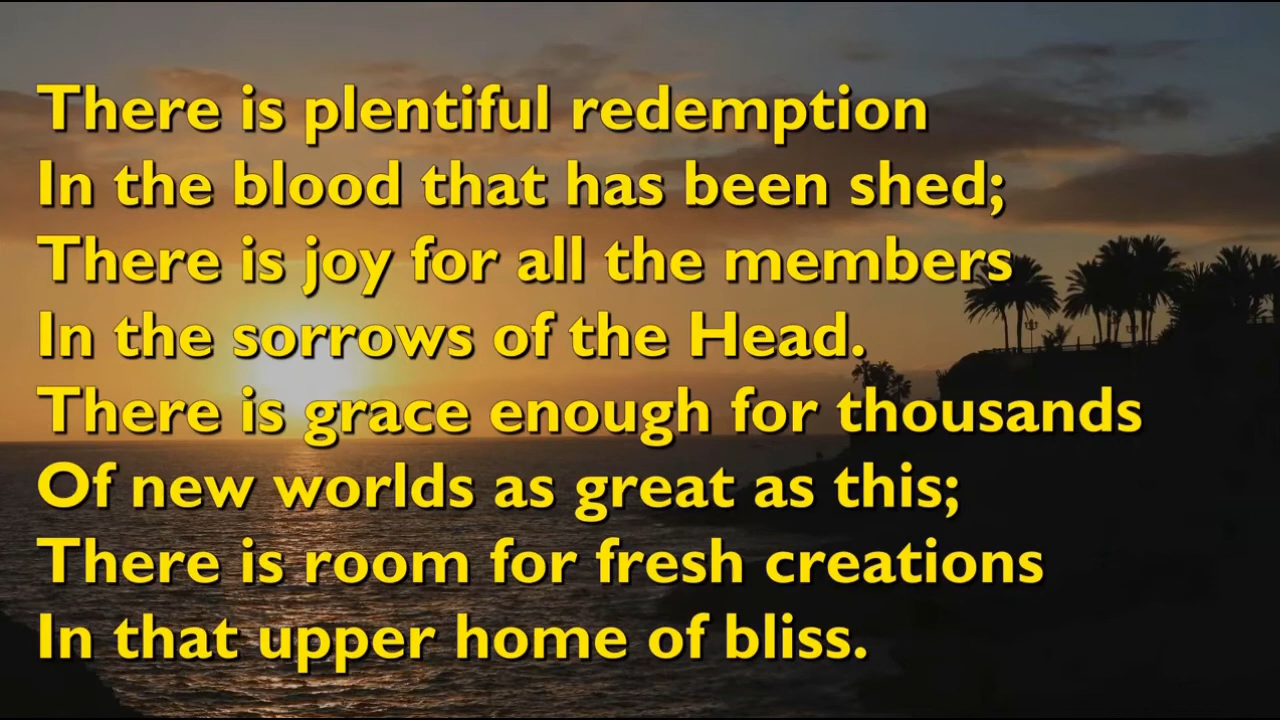 There is plentiful redemption
In the blood that has been shed;
There is joy for all the members
In the sorrows of the Head.
There is grace enough for thousands
Of new worlds as great as this;
There is room for fresh creations
In that upper home of bliss.